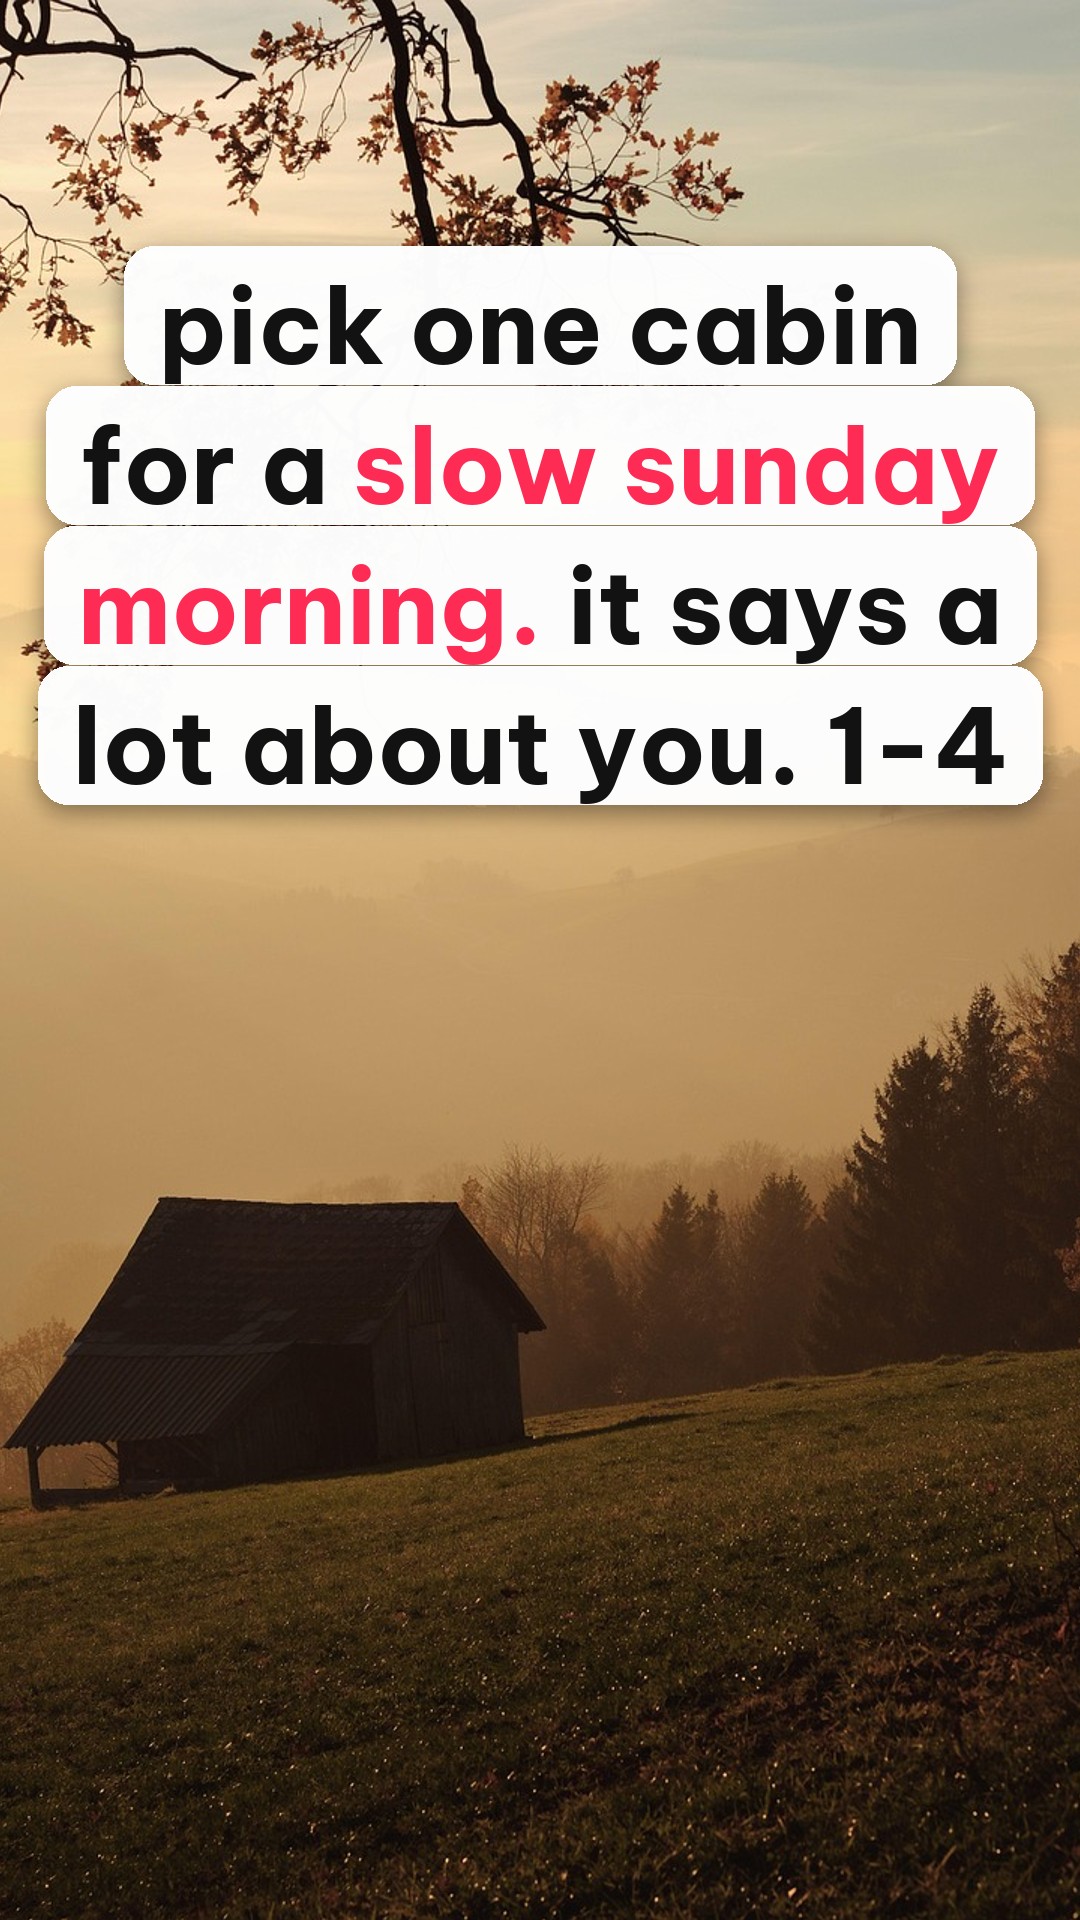 pick one cabin
for a slow sunday
morning. it says a
lot about you. 1-4